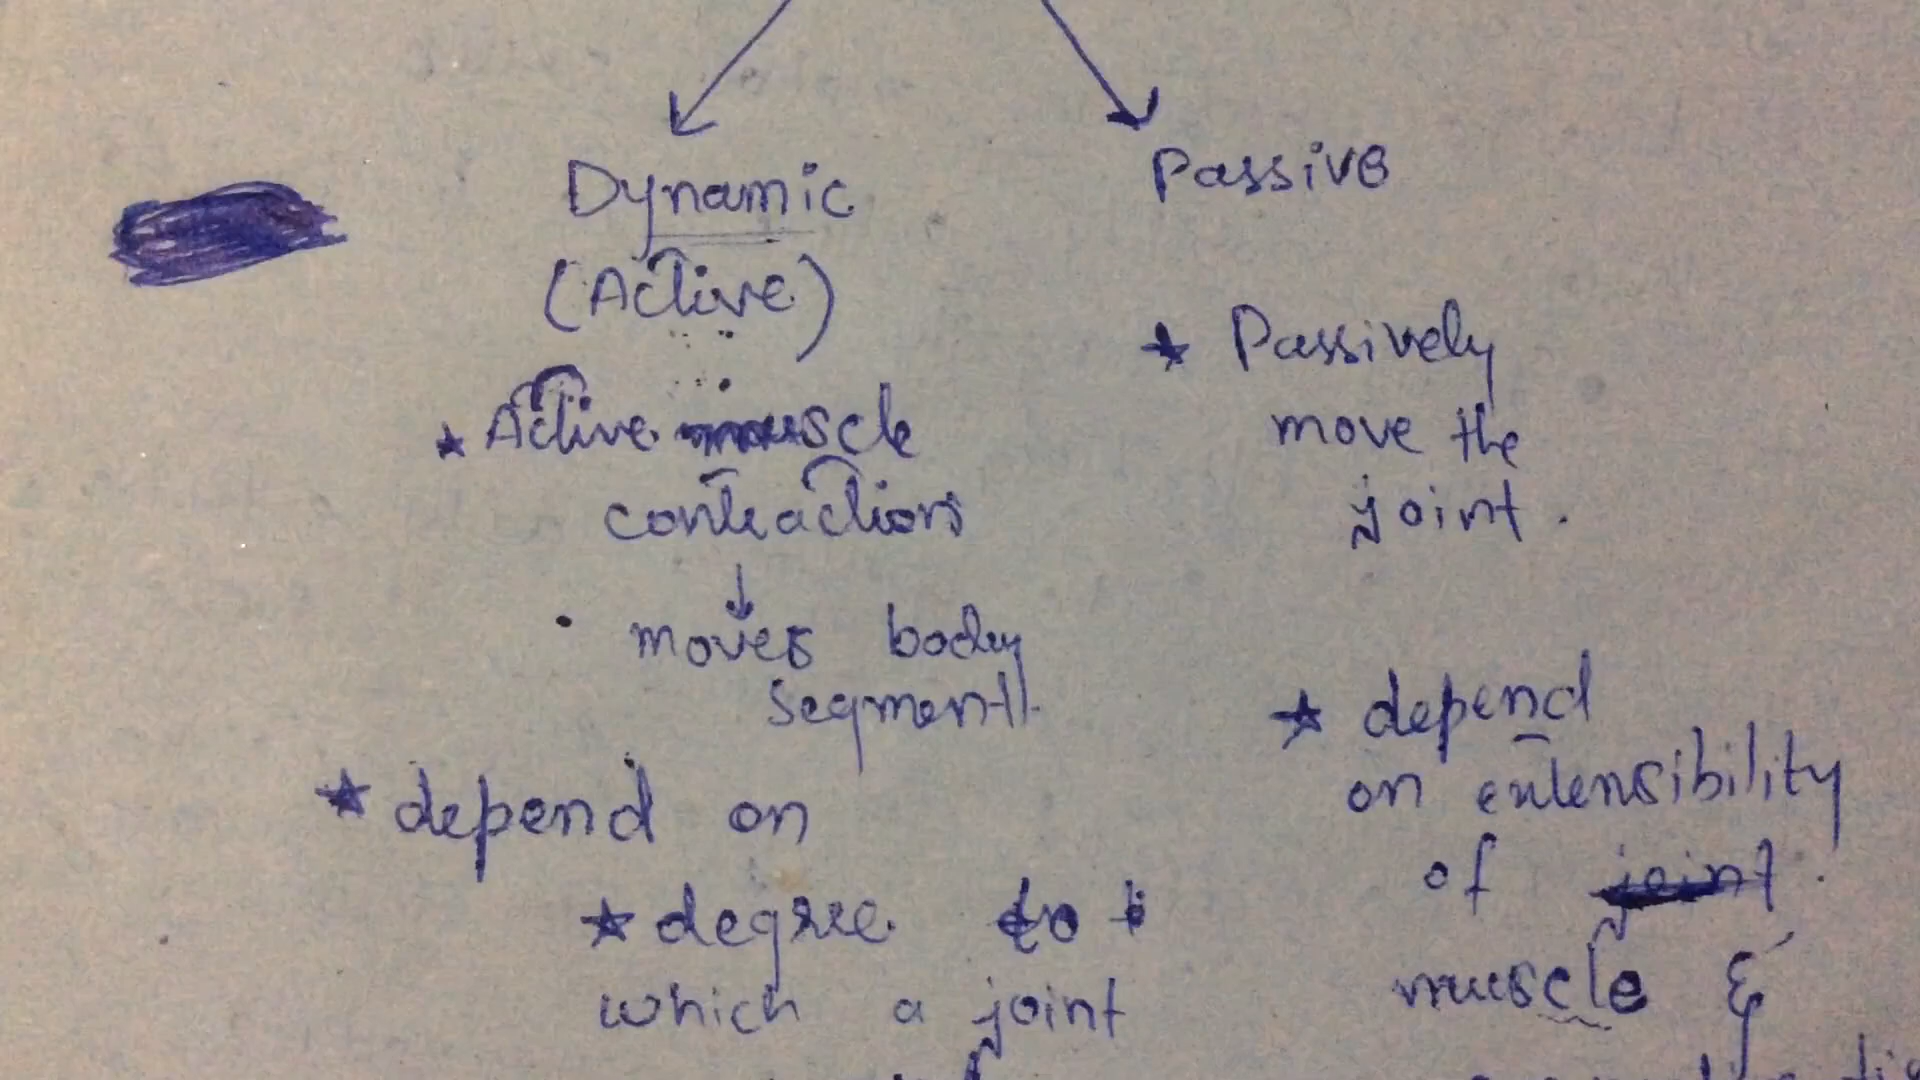 Dynamic
(Active)
★ Active muscle
contractions
↓
• moves body
segment.
★ depend on
★ degree to
which a joint
Passive
★ Passively
move the
joint.
★ depend
on extensibility
of joint.
muscle &